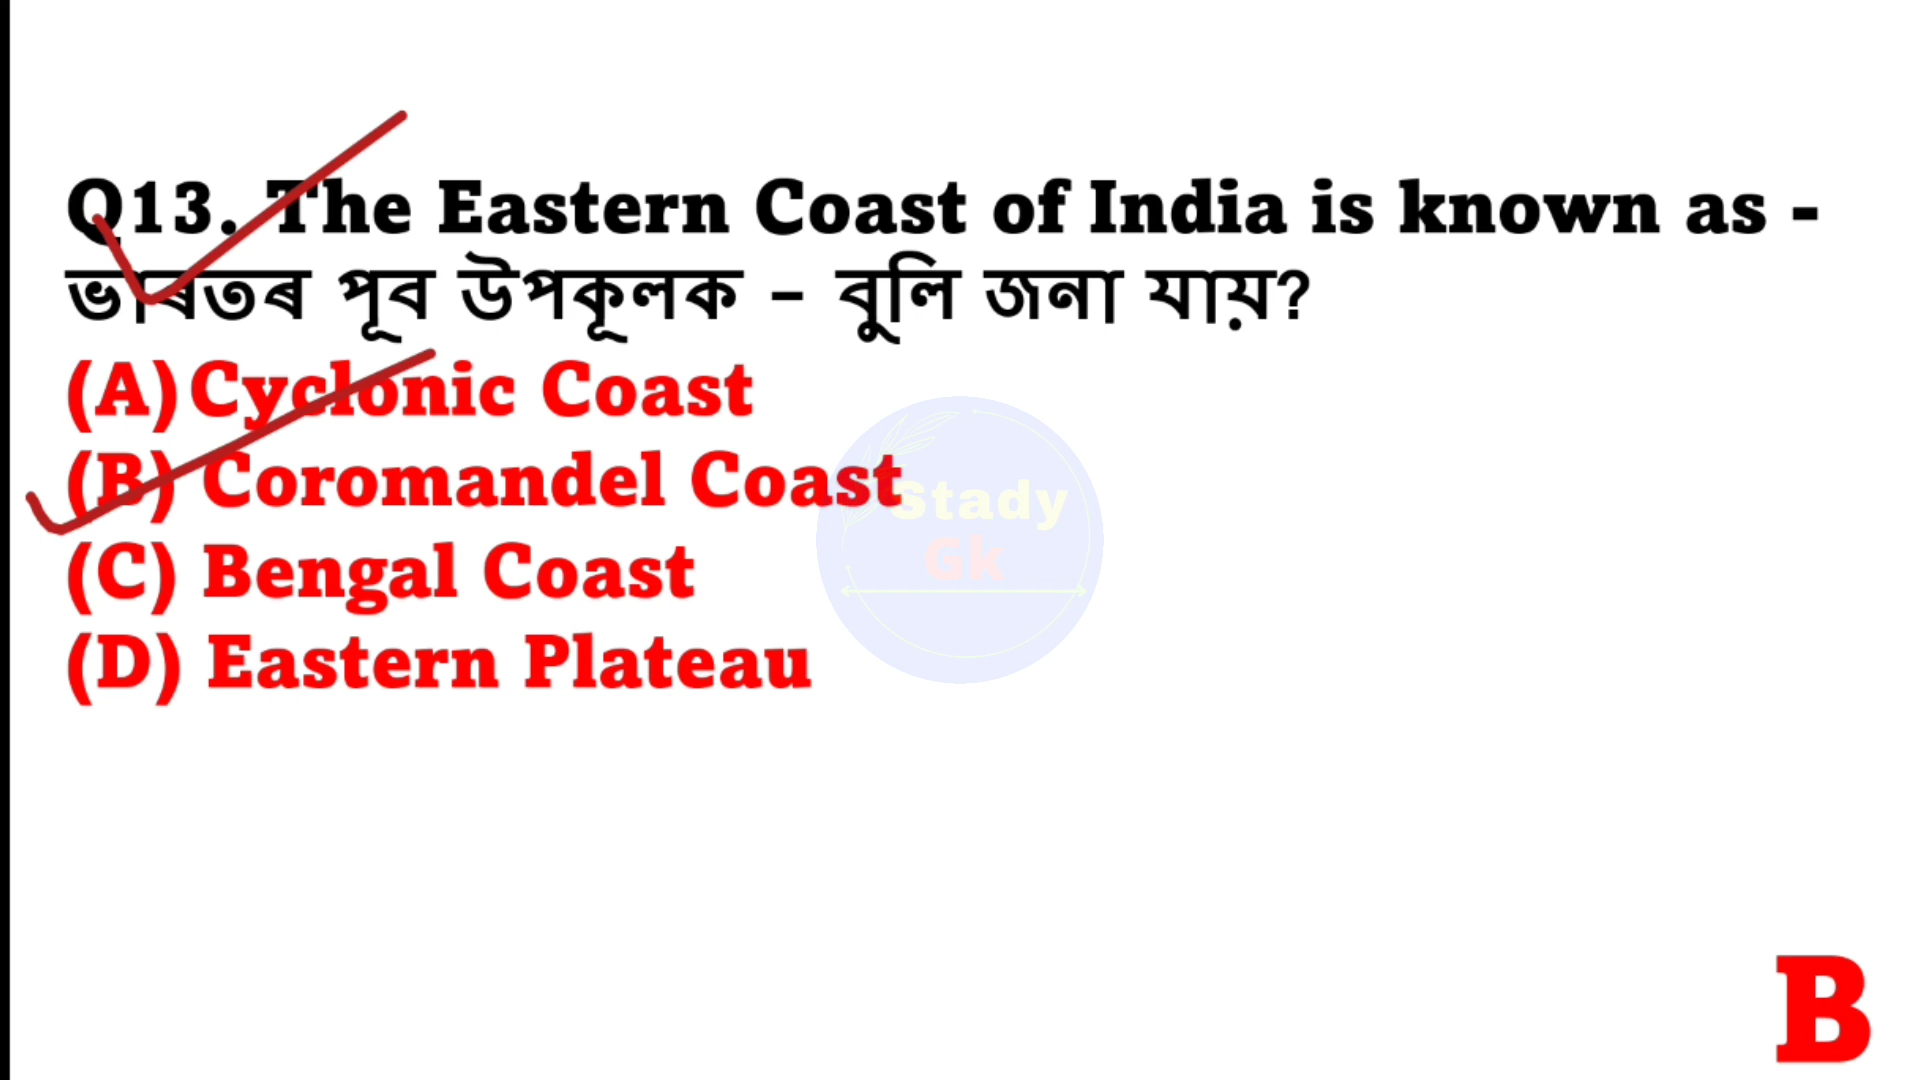 Q13. The Eastern Coast of India is known as -
ভাৰতৰ পূব উপকূলক – বুলি জনা যায়?
(A)Cyclonic Coast
(B) Coromandel Coast
(C) Bengal Coast
(D) Eastern Plateau
Stady
Gk
B